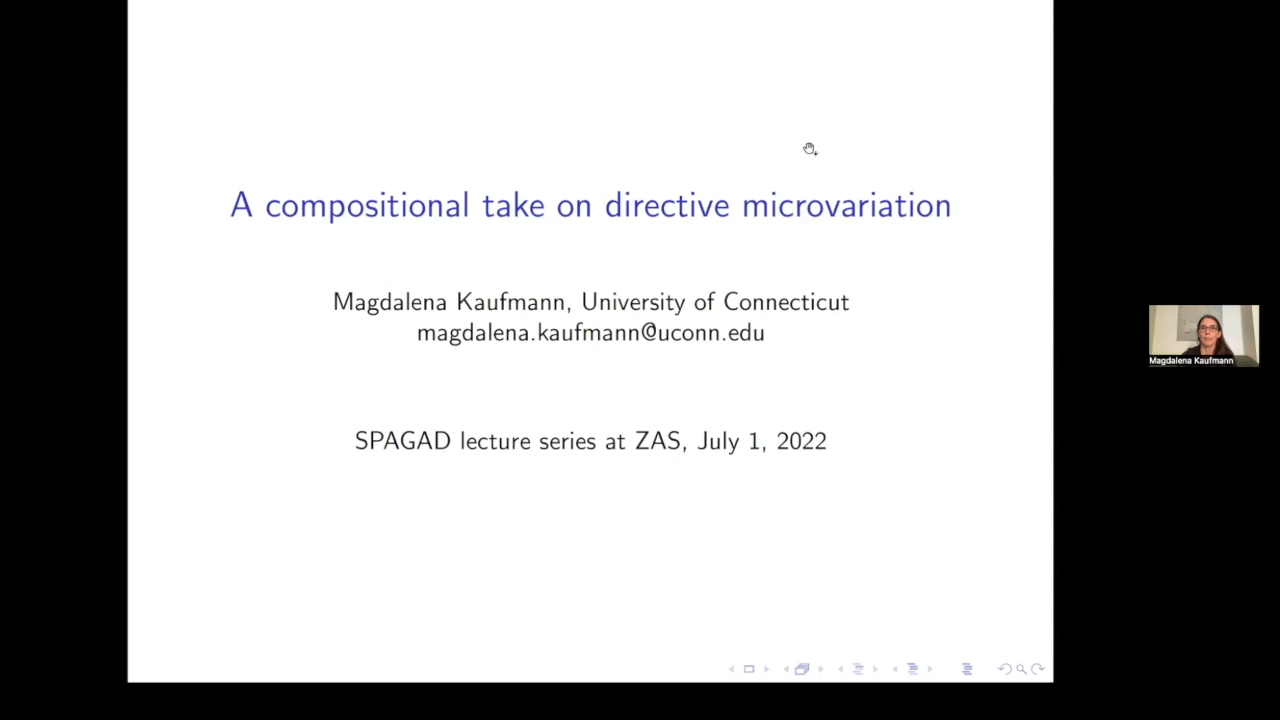 A compositional take on directive microvariation
Magdalena Kaufmann, University of Connecticut
magdalena.kaufmann@uconn.edu
SPAGAD lecture series at ZAS, July 1, 2022
Magdalena Kaufmann